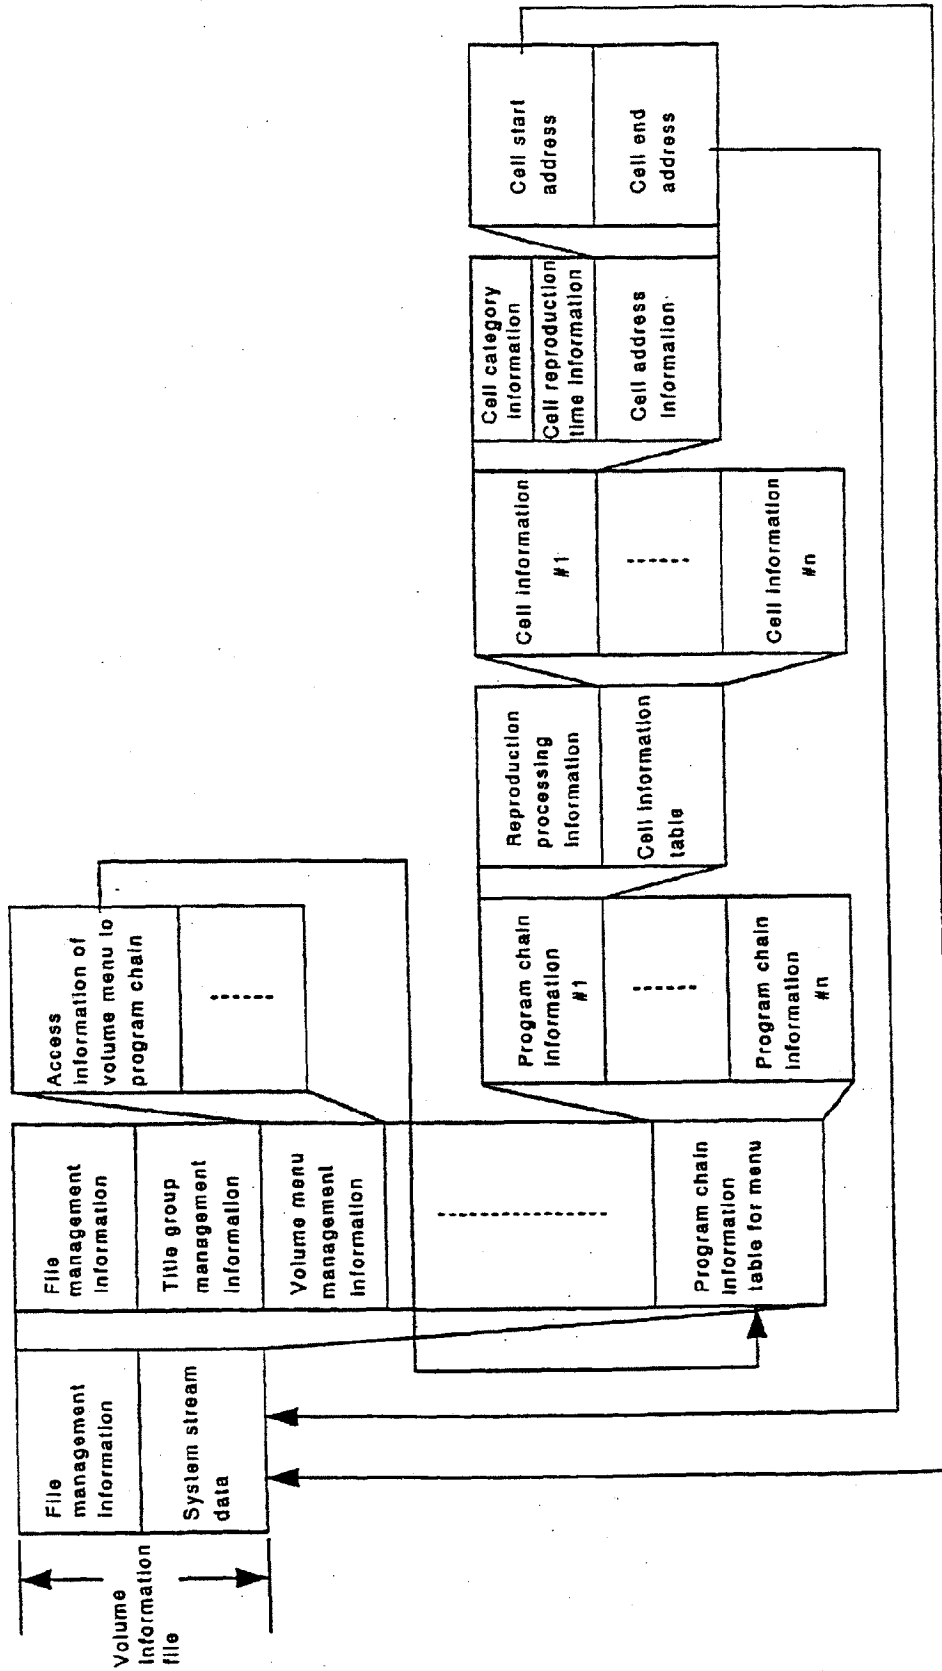 Volume
Information
file
File
management
Information
System stream
data
File
management
Information
Title group
management
Information
Volume menu
management
Information
Program chain
Information
table for menu
Access
Information of
volume menu to
program chain
Program chain
Information
#1
Program chain
Information
#n
Reproduction
processing
Information
Cell Information
table
Cell Information
#1
Cell Information
#n
Cell category
Information
Cell reproduction
time Information
Cell address
Information
Cell start
address
Cell end
address